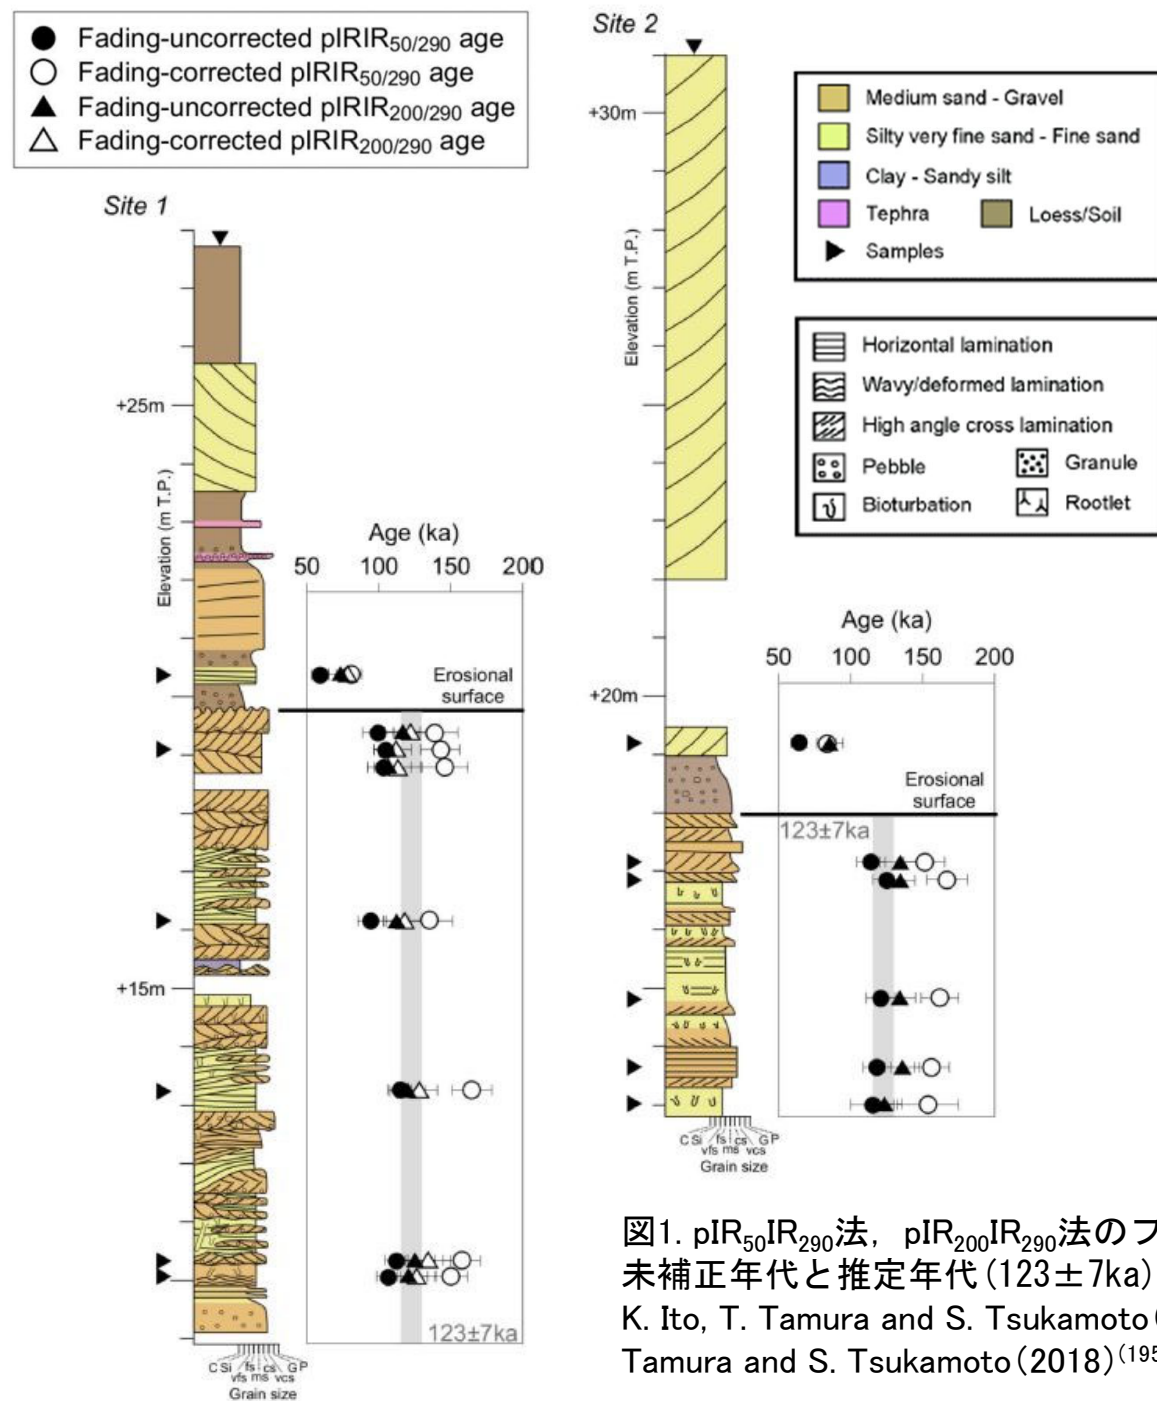 Fading-uncorrected pIRIR50/290 age
Fading-corrected pIRIR50/290 age
Fading-uncorrected pIRIR200/290 age
Fading-corrected pIRIR200/290 age
Site 1
+25m
Elevation (m T.P.)
+15m
Age (ka)
50 100 150 200
Erosional
surface
123±7ka
C Si fs cs G P
vfs ms vcs
Grain size
Site 2
+30m
Elevation (m T.P.)
+20m
Age (ka)
50 100 150 200
Erosional
surface
123±7ka
C Si fs cs G P
vfs ms vcs
Grain size
Medium sand - Gravel
Silty very fine sand - Fine sand
Clay - Sandy silt
Tephra Loess/Soil
Samples
Horizontal lamination
Wavy/deformed lamination
High angle cross lamination
Pebble Granule
Bioturbation Rootlet
図1. pIR50IR290法, pIR200IR290法のフ
未補正年代と推定年代(123±7ka)
K. Ito, T. Tamura and S. Tsukamoto(
Tamura and S. Tsukamoto(2018)(195